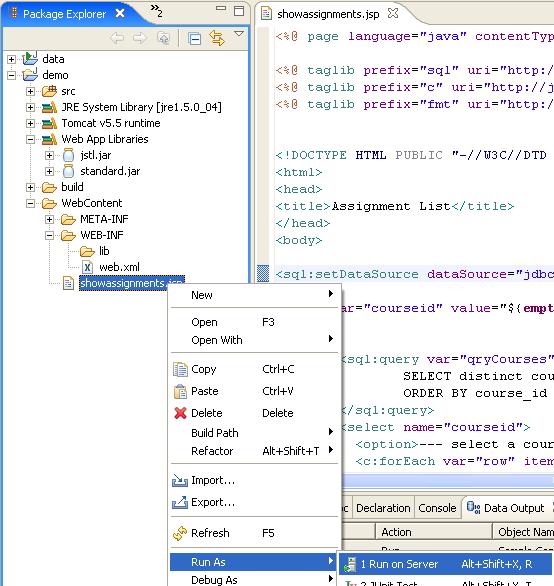 Package Explorer
2
data
demo
src
JRE System Library [jre1.5.0_04]
Tomcat v5.5 runtime
Web App Libraries
jstl.jar
standard.jar
build
WebContent
META-INF
WEB-INF
lib
web.xml
showassignments.jsp
New
Open F3
Open With
Copy Ctrl+C
Paste Ctrl+V
Delete Delete
Build Path
Refactor Alt+Shift+T
Import...
Export...
Refresh F5
Run As
Debug As
1 Run on Server Alt+Shift+X, R
2 JUnit Test
showassignments.jsp
<%@ page language="java" contentTyp
<%@ taglib prefix="sql" uri="http:/
<%@ taglib prefix="c" uri="http://j
<%@ taglib prefix="fmt" uri="http:/
<!DOCTYPE HTML PUBLIC "-//W3C//DTD
<html>
<head>
<title>Assignment List</title>
</head>
<body>
<sql:setDataSource dataSource="jdbc
ar="courseid" value="${empt
<sql:query var="qryCourses"
SELECT distinct cou
ORDER BY course_id
</sql:query>
<select name="courseid">
<option>--- select a cour
<c:forEach var="row" item
Declaration Console Data Output
Action Object Name